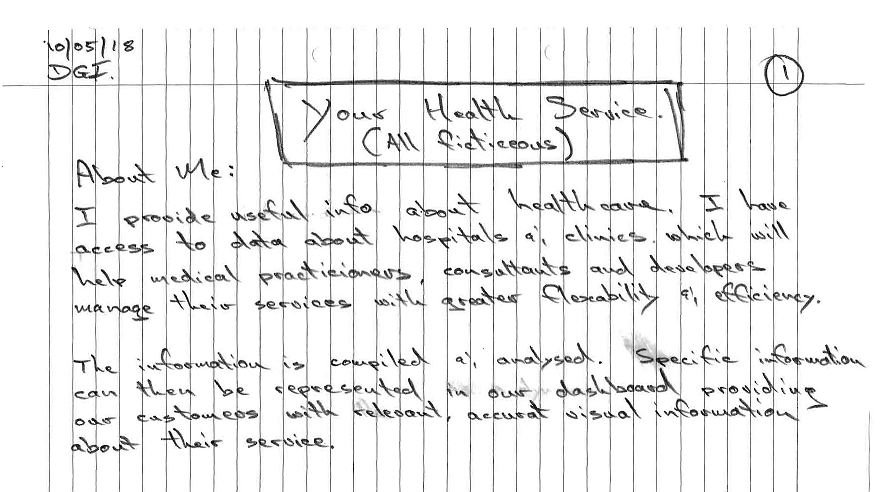 10/05/18
DGI.
1
Your Health Service.
(All ficticeous)
About Me:
I provide useful info about healthcare. I have
access to data about hospitals & clinics. which will
help medical practicioners, consultants and developers
manage their services with greater flexability & efficiency.
The information is compiled & analysed. Specific information
can then be represented in our dashboard providing
our customers with relevant, accurat visual information
about their service.